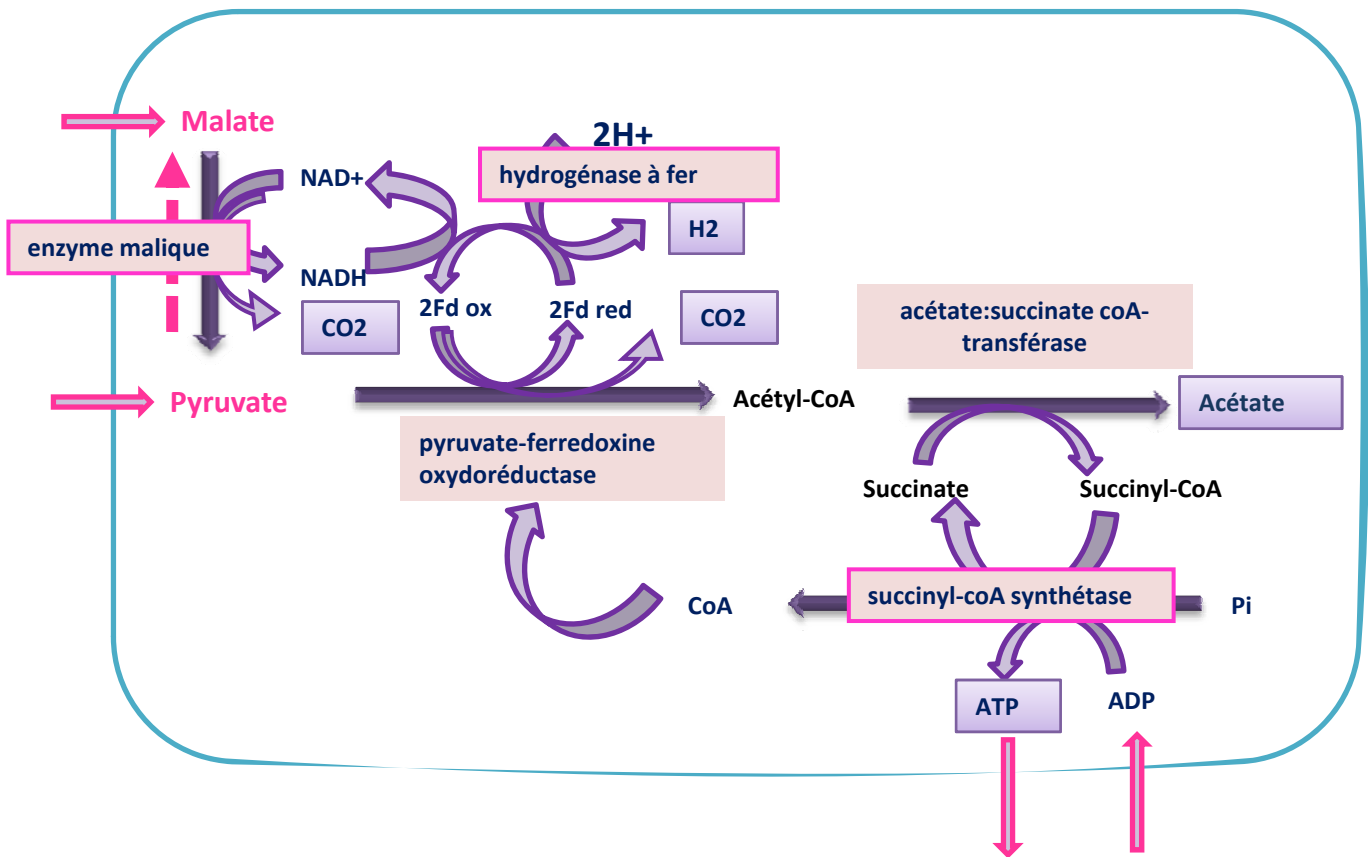 2H+
Malate
hydrogénase à fer
NAD+
H2
enzyme malique
NADH
2Fd ox
2Fd red
CO2
CO2
acétate:succinate coA-
transférase
Pyruvate
Acétyl-CoA
Acétate
pyruvate-ferredoxine
oxydoréductase
Succinate
Succinyl-CoA
CoA
succinyl-coA synthétase
Pi
ATP
ADP